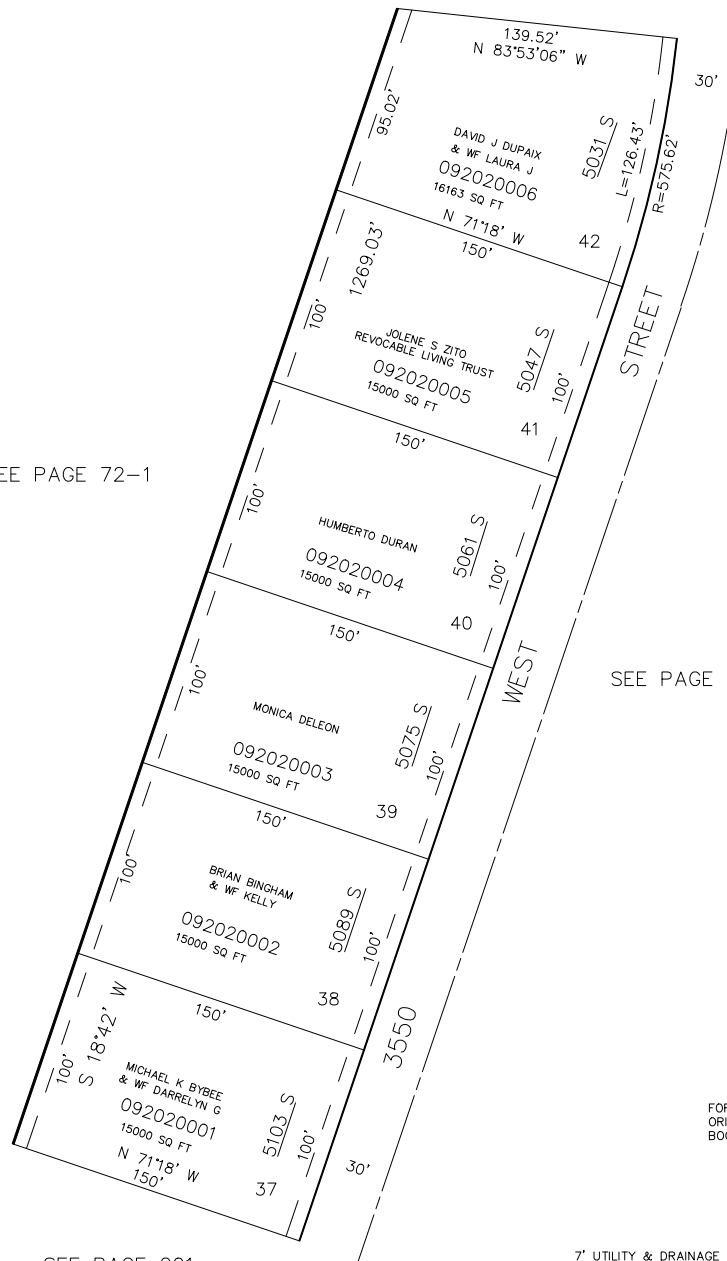 139.52'
N 83°53'06" W
30'
95.02'
DAVID J DUPAIX
& WF LAURA J
092020006
16163 SQ FT
5031 S
L=126.43'
R=575.62'
N 71°18' W
150'
42
1269.03'
100'
JOLENE S ZITO
REVOCABLE LIVING TRUST
092020005
15000 SQ FT
5047 S
100'
41
STREET
150'
SEE PAGE 72-1
100'
HUMBERTO DURAN
092020004
15000 SQ FT
5061 S
100'
40
150'
WEST
SEE PAGE
100'
MONICA DELEON
092020003
15000 SQ FT
5075 S
100'
39
150'
100'
BRIAN BINGHAM
& WF KELLY
092020002
15000 SQ FT
5089 S
100'
38
150'
3550
S 18°42' W
100'
MICHAEL K BYBEE
& WF DARRELYN G
092020001
15000 SQ FT
5103 S
100'
N 71°18' W
150'
37
30'
7' UTILITY & DRAINAGE